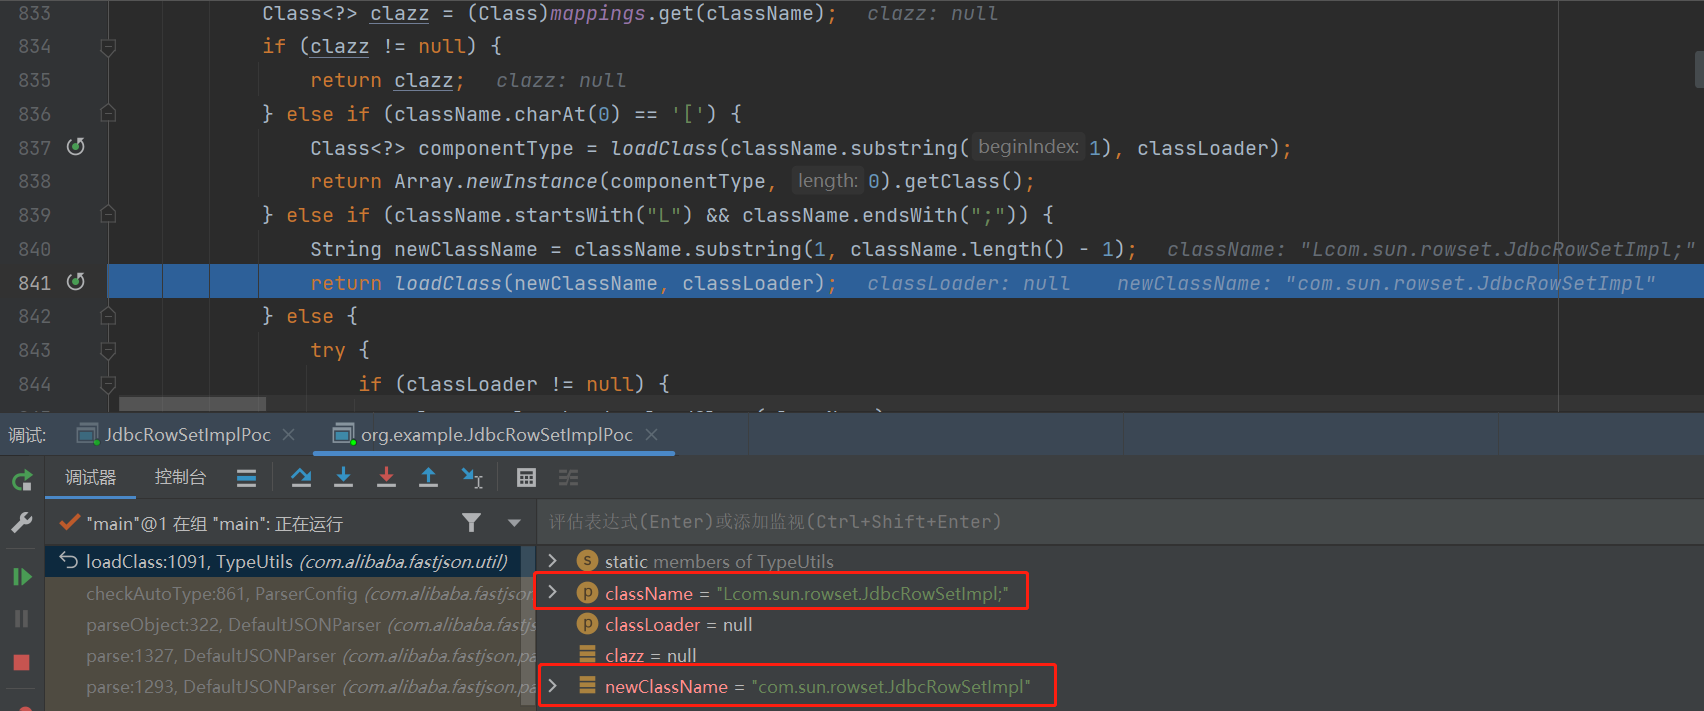 833 Class<?> clazz = (Class)mappings.get(className); clazz: null
834 if (clazz != null) {
835 return clazz; clazz: null
836 } else if (className.charAt(0) == '[') {
837 Class<?> componentType = loadClass(className.substring( beginIndex: 1), classLoader);
838 return Array.newInstance(componentType, length: 0).getClass();
839 } else if (className.startsWith("L") && className.endsWith(";")) {
840 String newClassName = className.substring(1, className.length() - 1); className: "Lcom.sun.rowset.JdbcRowSetImpl;"
841 return loadClass(newClassName, classLoader); classLoader: null newClassName: "com.sun.rowset.JdbcRowSetImpl"
842 } else {
843 try {
844 if (classLoader != null) {
调试: JdbcRowSetImplPoc × org.example.JdbcRowSetImplPoc ×
调试器 控制台
"main"@1 在组 "main": 正在运行
评估表达式(Enter)或添加监视(Ctrl+Shift+Enter)
loadClass:1091, TypeUtils (com.alibaba.fastjson.util)
checkAutoType:861, ParserConfig (com.alibaba.fastjson
parseObject:322, DefaultJSONParser (com.alibaba.fastjs
parse:1327, DefaultJSONParser (com.alibaba.fastjson.pa
parse:1293, DefaultJSONParser (com.alibaba.fastjson.pa
static members of TypeUtils
className = "Lcom.sun.rowset.JdbcRowSetImpl;"
classLoader = null
clazz = null
newClassName = "com.sun.rowset.JdbcRowSetImpl"